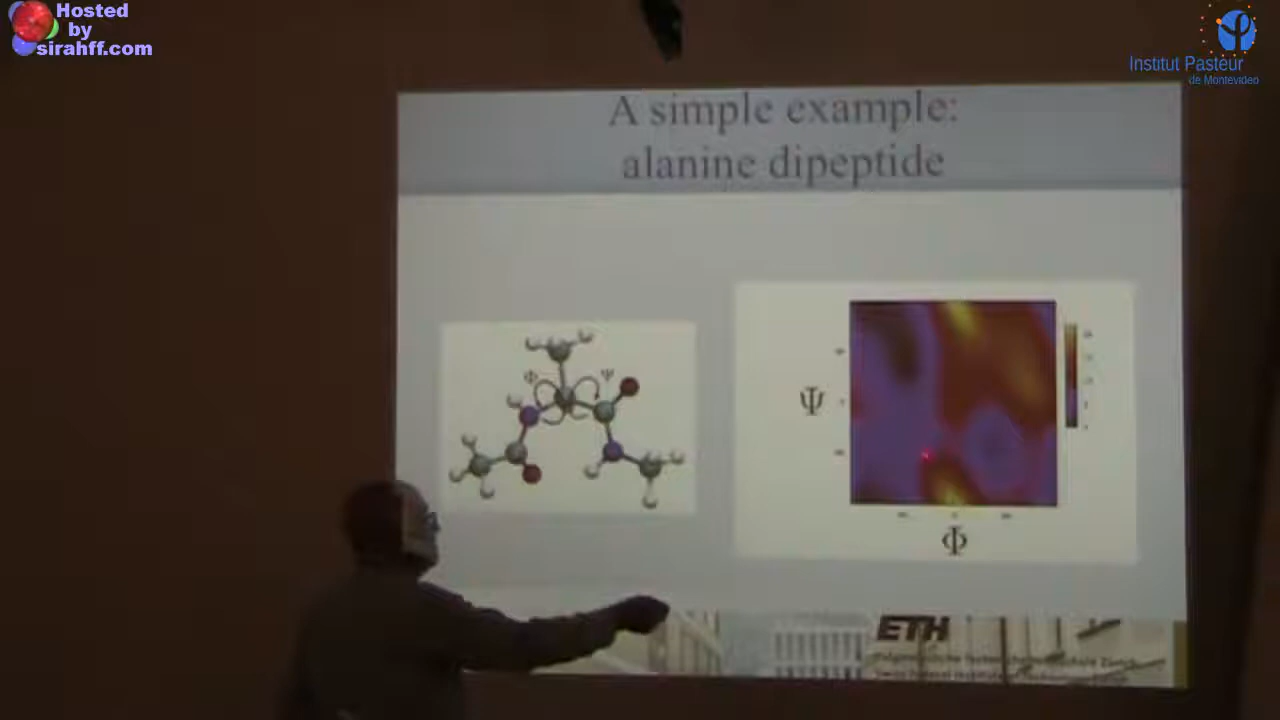 Hosted
by
sirahff.com
Institut Pasteur
de Montevideo
A simple example:
alanine dipeptide
Φ
Ψ
Ψ
Φ
ETH